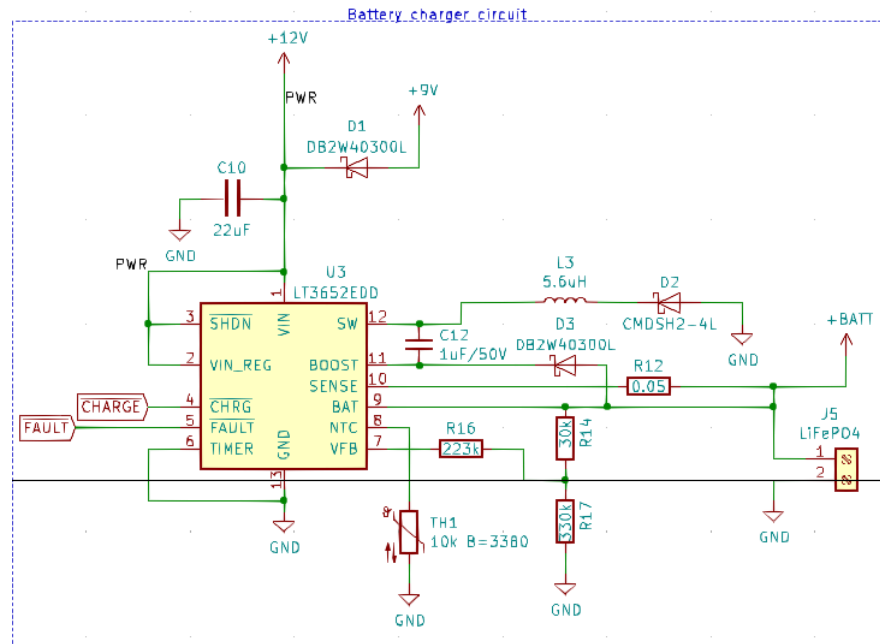 Battery charger circuit
+12V
PWR
+9V
D1
DB2W40300L
C10
22uF
GND
PWR
U3
LT3652EDD
1
VIN
3
SHDN
2
VIN_REG
4
CHRG
5
FAULT
6
TIMER
GND
13
SW
12
BOOST
11
SENSE
10
BAT
9
NTC
8
VFB
7
CHARGE
FAULT
GND
C12
1uF/50V
L3
5.6uH
D2
CMDSH2-4L
GND
D3
DB2W40300L
R12
0.05
+BATT
J5
LiFePO4
1
2
GND
R16
223k
30k
R14
330k
R17
GND
TH1
10k B=3380
GND